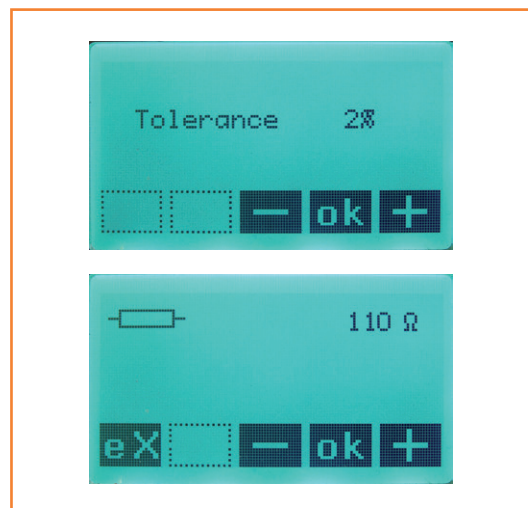 Tolerance 2%
− ok +
110 Ω
eX − ok +